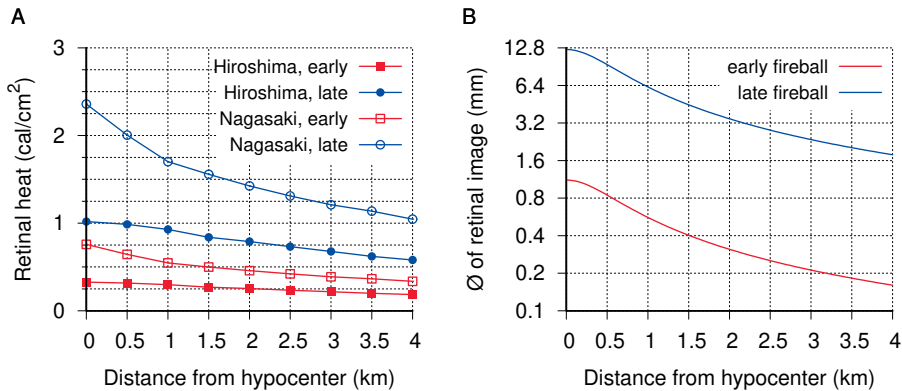 A
Retinal heat (cal/cm²)
3
2
1
0
Hiroshima, early
Hiroshima, late
Nagasaki, early
Nagasaki, late
0 0.5 1 1.5 2 2.5 3 3.5 4
Distance from hypocenter (km)
B
Ø of retinal image (mm)
12.8
6.4
3.2
1.6
0.8
0.4
0.2
0.1
early fireball
late fireball
0 0.5 1 1.5 2 2.5 3 3.5 4
Distance from hypocenter (km)